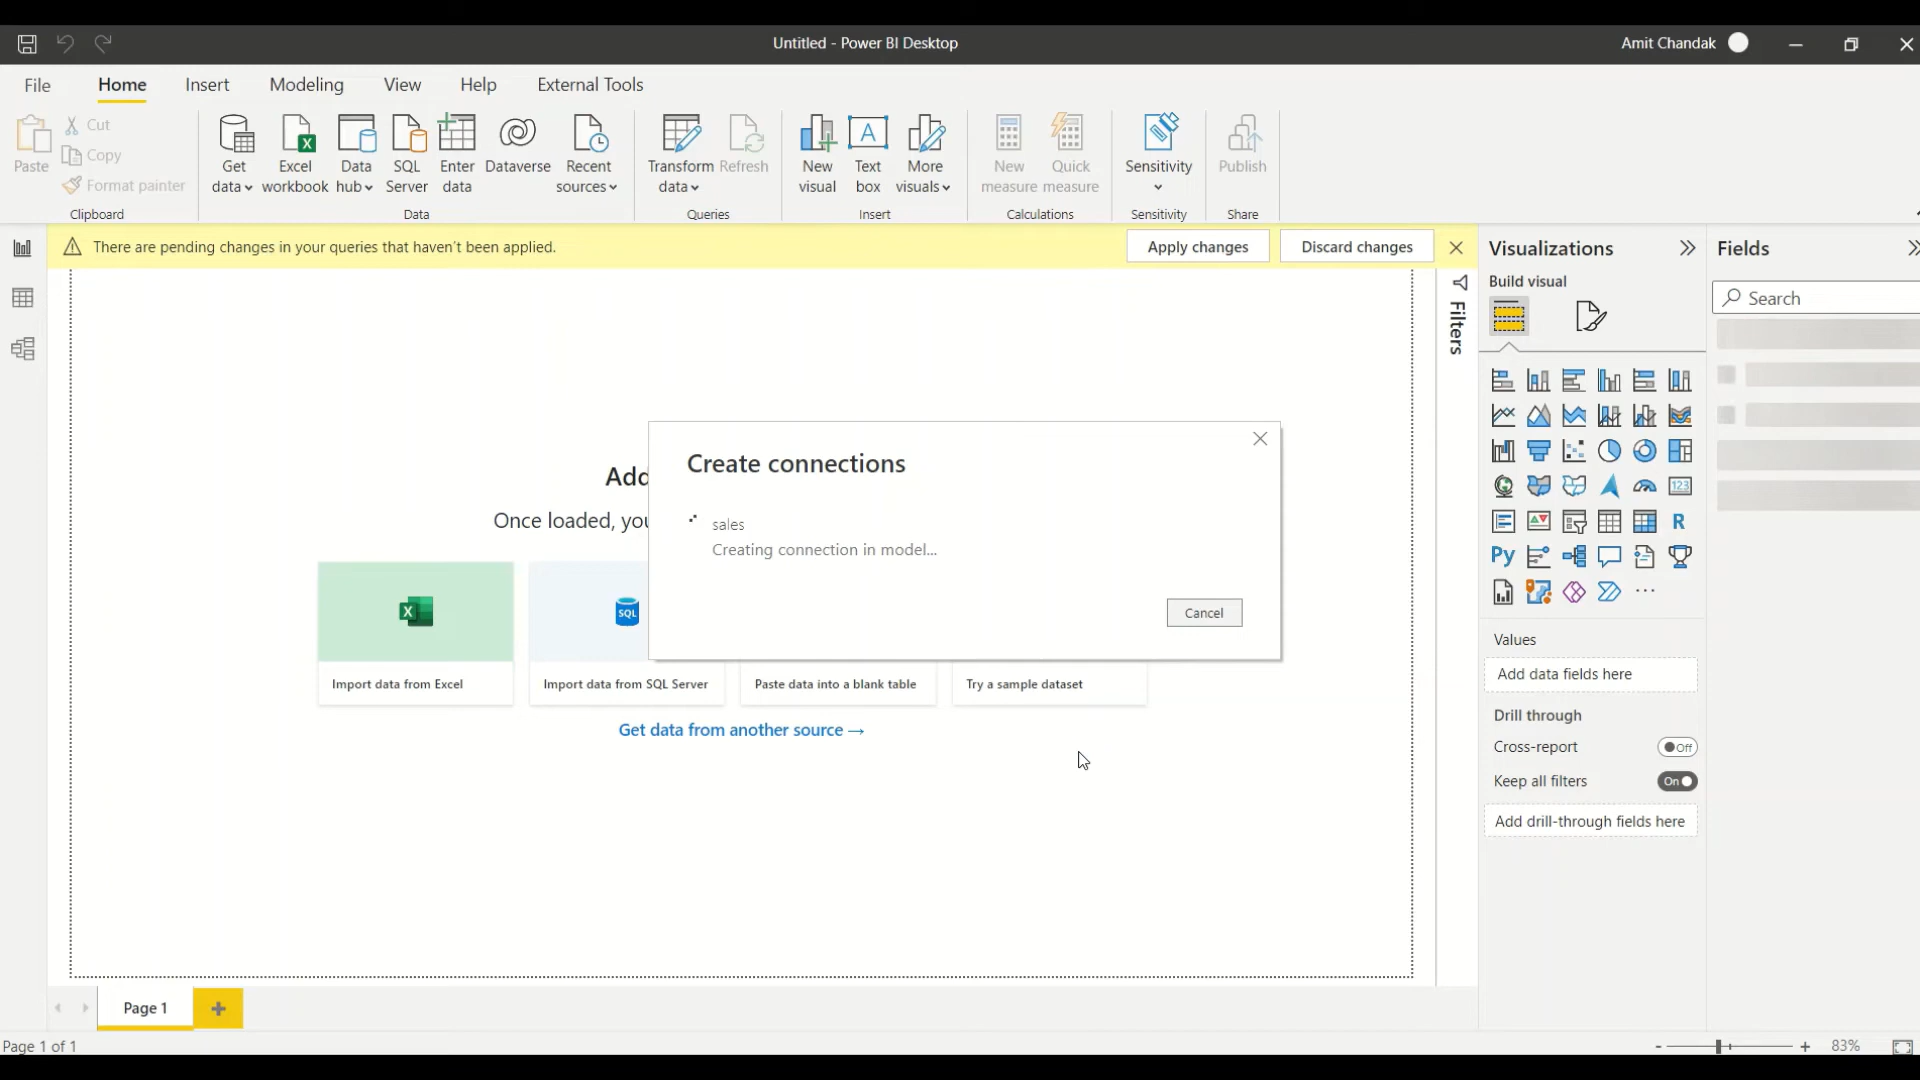 Untitled - Power BI Desktop
Amit Chandak
File
Home
Insert
Modeling
View
Help
External Tools
Paste
Cut
Copy
Format painter
Clipboard
Get data
Excel workbook
Data hub
SQL Server
Enter data
Dataverse
Recent sources
Data
Transform data
Refresh
Queries
New visual
Text box
More visuals
Insert
New measure
Quick measure
Calculations
Sensitivity
Sensitivity
Publish
Share
There are pending changes in your queries that haven't been applied.
Apply changes
Discard changes
Filters
Visualizations
Build visual
Fields
Search
Add
Once loaded, you
Create connections
sales
Creating connection in model...
Cancel
X
SQL
Import data from Excel
Import data from SQL Server
Paste data into a blank table
Try a sample dataset
Get data from another source →
123
R
Py
Values
Add data fields here
Drill through
Cross-report
Off
Keep all filters
On
Add drill-through fields here
Page 1
Page 1 of 1
83%